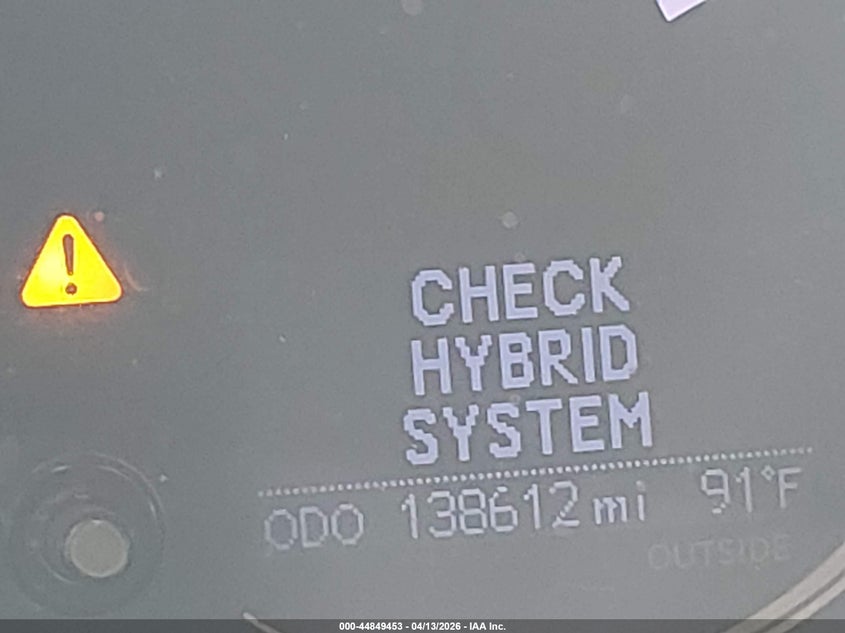 !
CHECK
HYBRID
SYSTEM
ODO 138612 mi 91°F
OUTSIDE
000-44849453 - 04/13/2026 - IAA Inc.